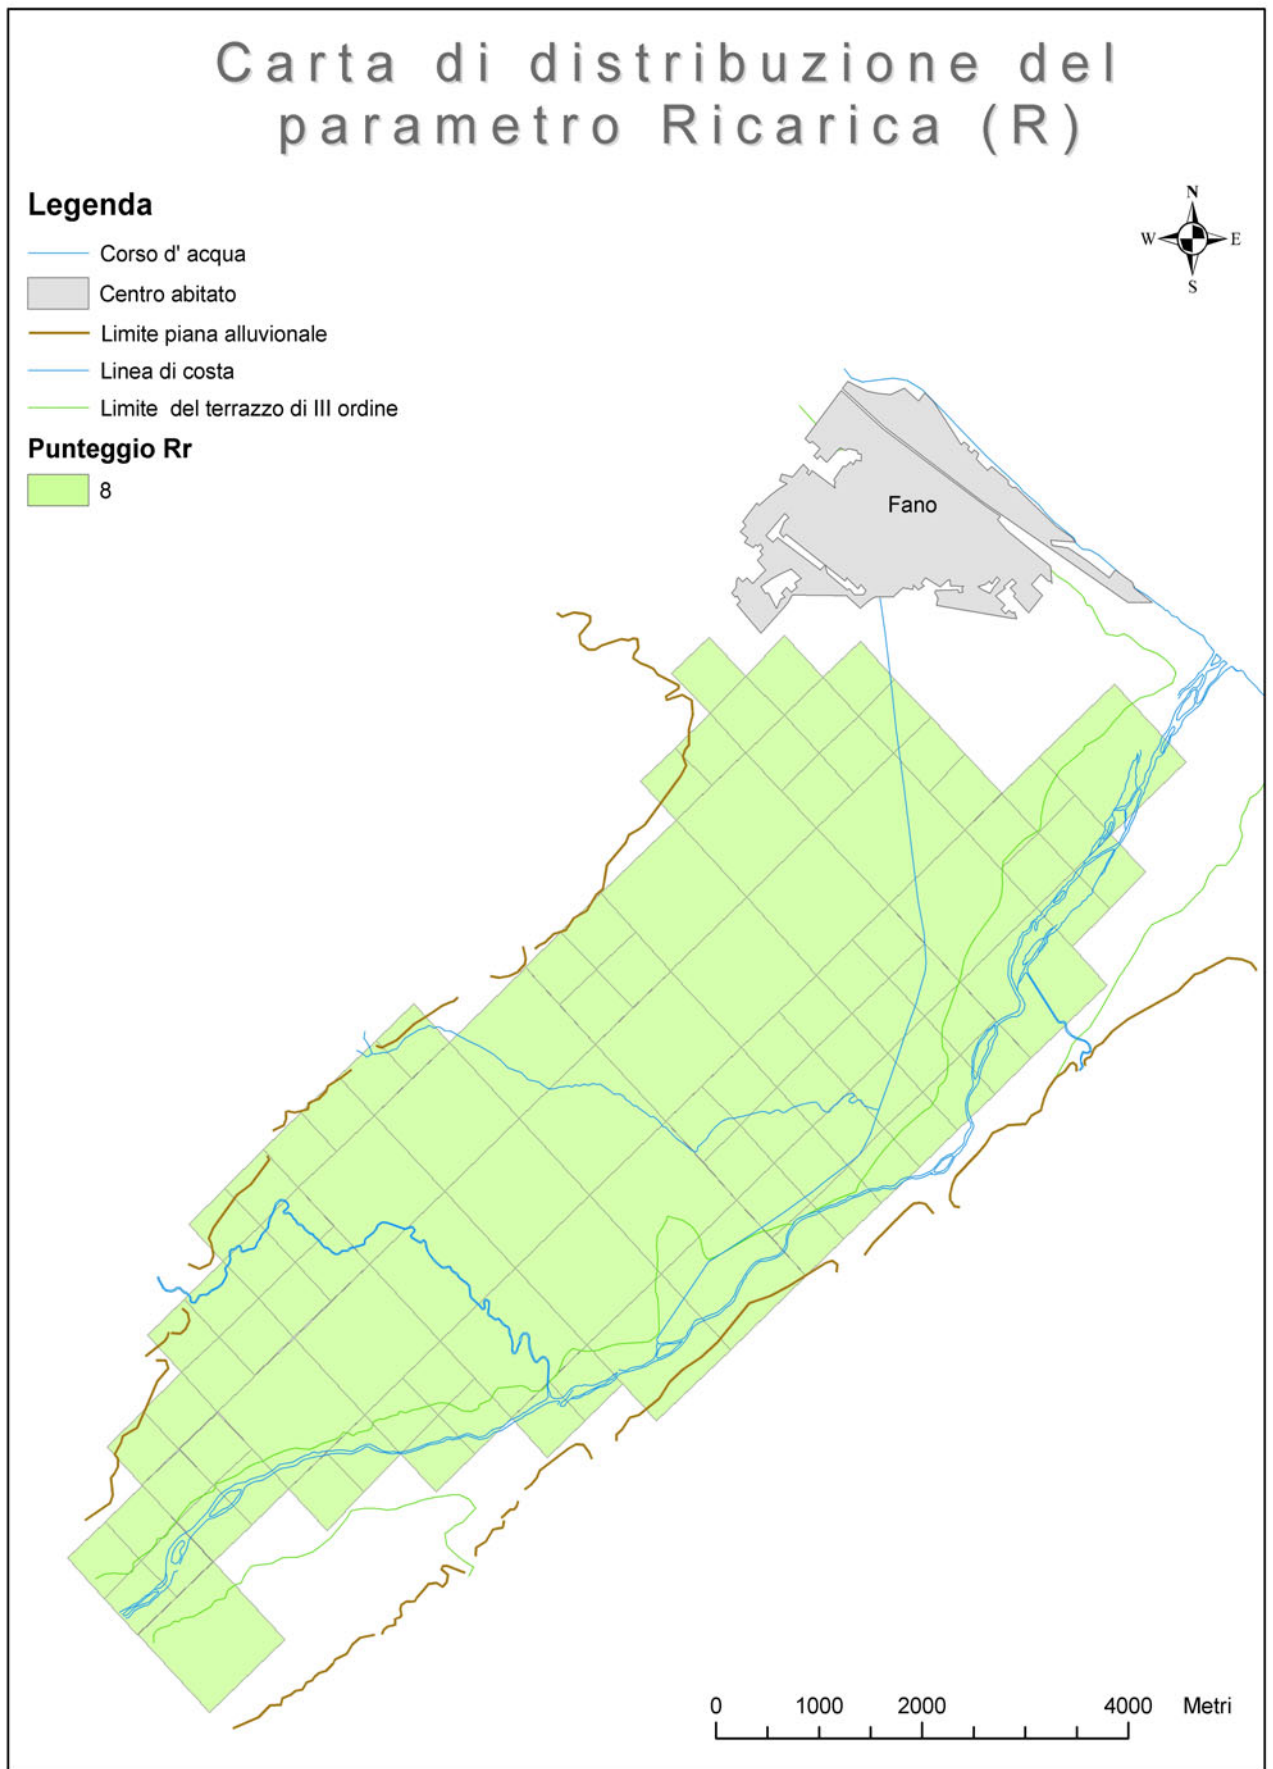 Carta di distribuzione del
parametro Ricarica (R)
Legenda
Corso d' acqua
Centro abitato
Limite piana alluvionale
Linea di costa
Limite del terrazzo di III ordine
Punteggio Rr
8
N
W E
S
Fano
0 1000 2000 4000 Metri